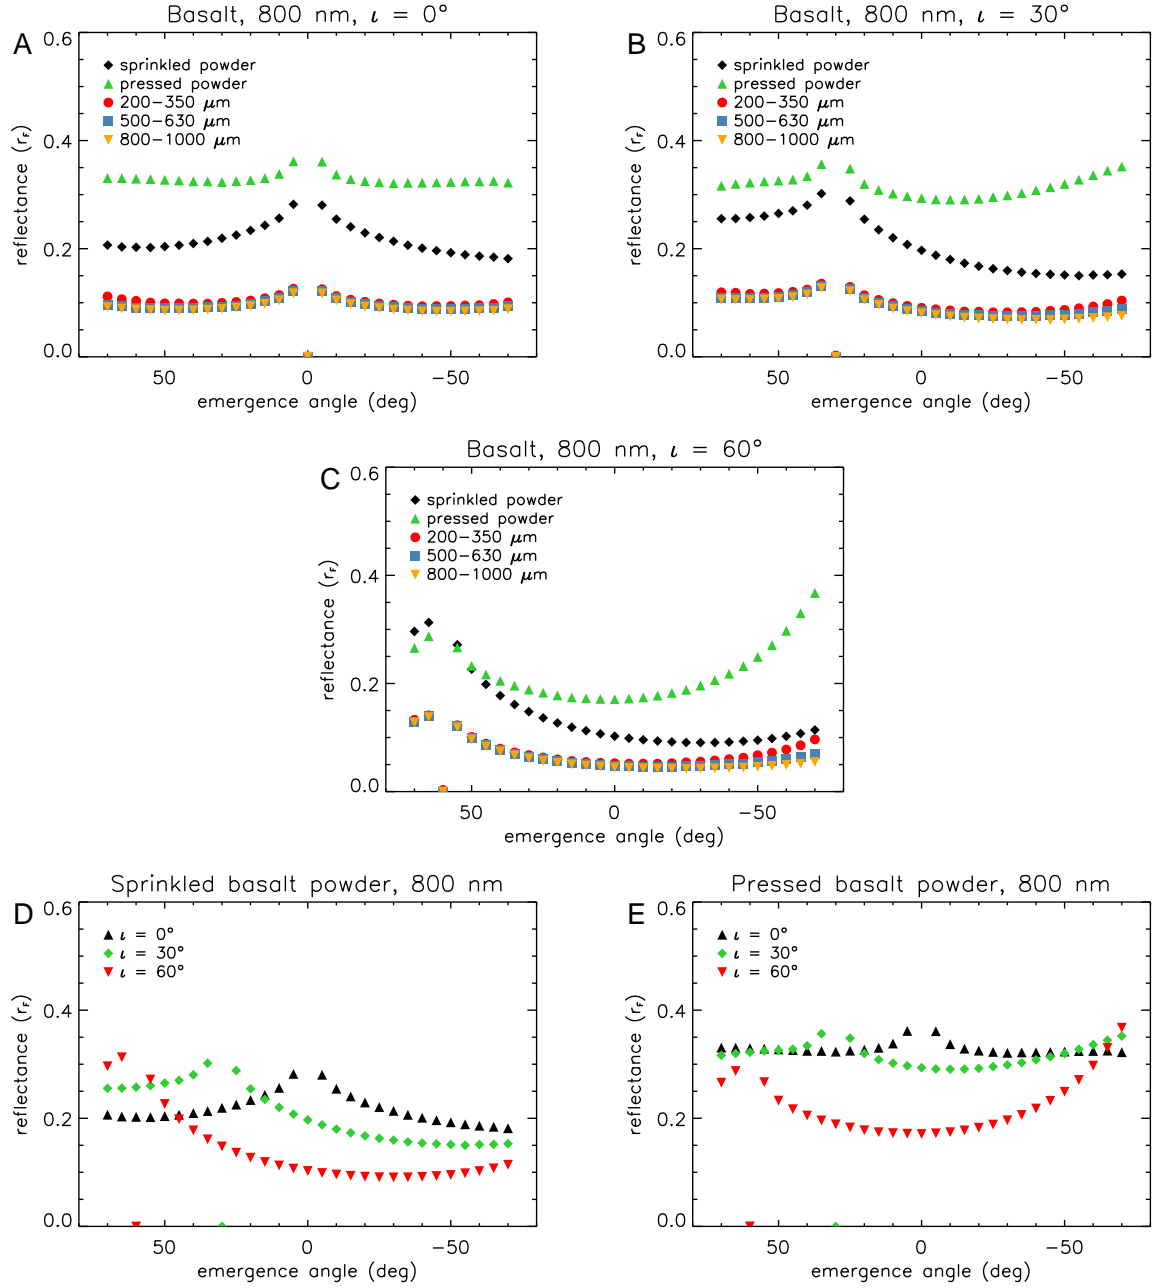 Basalt, 800 nm, ι = 0°
A
0.6
0.4
0.2
0.0
reflectance (rF)
sprinkled powder
pressed powder
200−350 μm
500−630 μm
800−1000 μm
50 0 −50
emergence angle (deg)
Basalt, 800 nm, ι = 30°
B
0.6
0.4
0.2
0.0
reflectance (rF)
sprinkled powder
pressed powder
200−350 μm
500−630 μm
800−1000 μm
50 0 −50
emergence angle (deg)
Basalt, 800 nm, ι = 60°
C
0.6
0.4
0.2
0.0
reflectance (rF)
sprinkled powder
pressed powder
200−350 μm
500−630 μm
800−1000 μm
50 0 −50
emergence angle (deg)
Sprinkled basalt powder, 800 nm
D
0.6
0.4
0.2
0.0
reflectance (rF)
ι = 0°
ι = 30°
ι = 60°
50 0 −50
emergence angle (deg)
Pressed basalt powder, 800 nm
E
0.6
0.4
0.2
0.0
reflectance (rF)
ι = 0°
ι = 30°
ι = 60°
50 0 −50
emergence angle (deg)